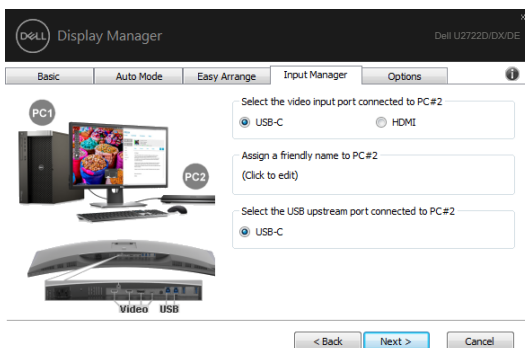 DELL Display Manager
Dell U2722D/DX/DE
Basic
Auto Mode
Easy Arrange
Input Manager
Options
PC1
PC2
Video USB
Select the video input port connected to PC#2
USB-C
HDMI
Assign a friendly name to PC#2
(Click to edit)
Select the USB upstream port connected to PC#2
USB-C
< Back
Next >
Cancel